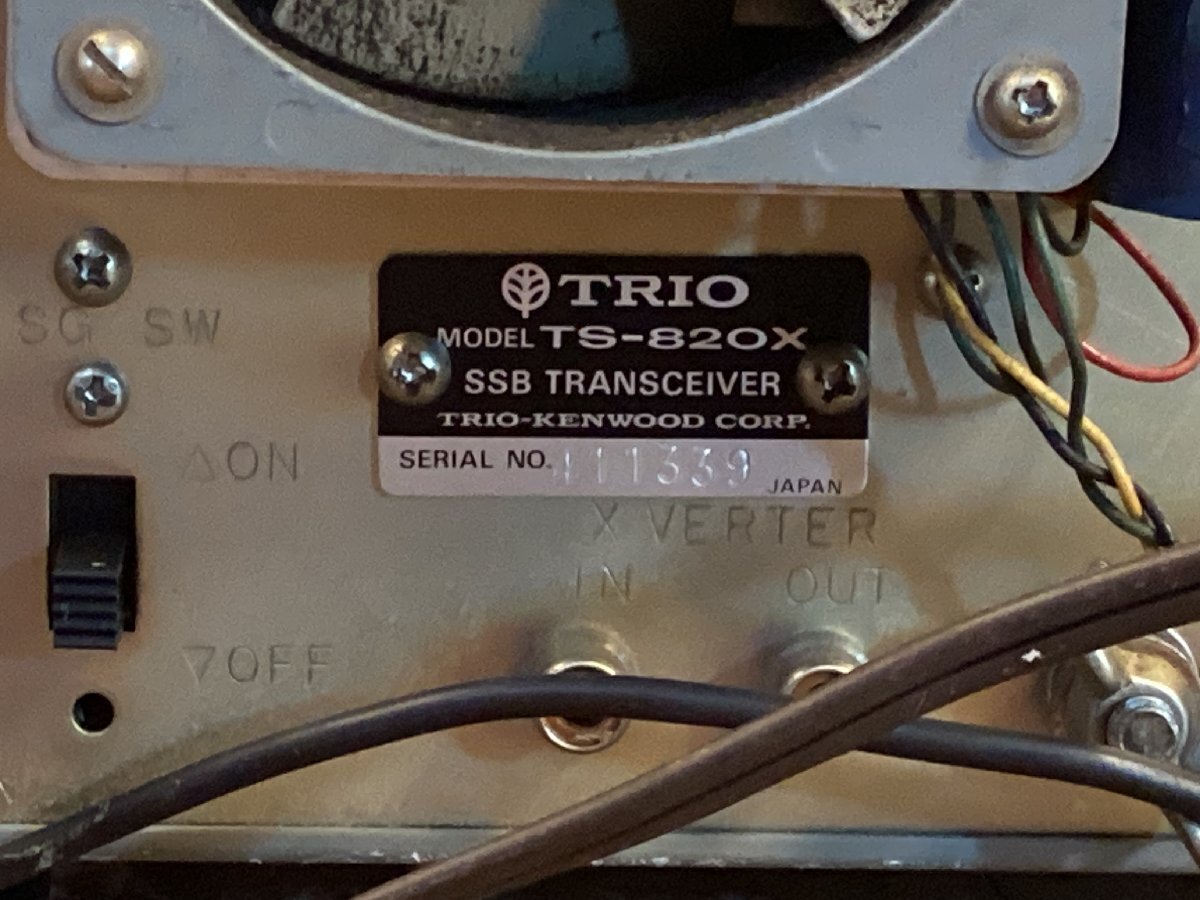 TRIO
MODEL TS-820X
SSB TRANSCEIVER
TRIO-KENWOOD CORP.
SERIAL NO. 111339
JAPAN
SG SW
△ON
▽OFF
X VERTER
IN OUT